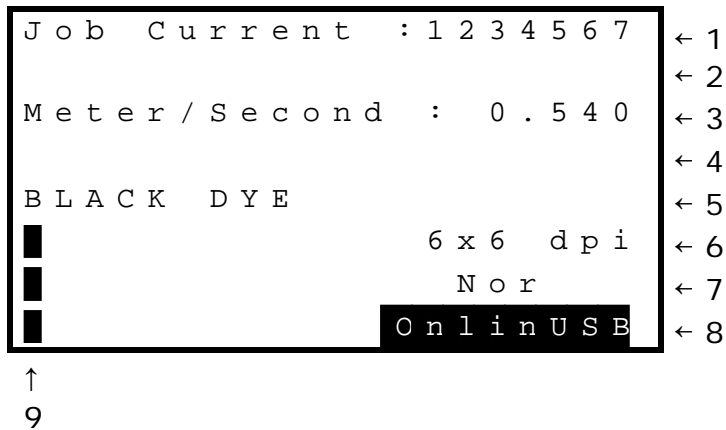 Job Current :1234567 ← 1
← 2
Meter/Second : 0.540 ← 3
← 4
BLACK DYE ← 5
6x6 dpi ← 6
Nor ← 7
OnlinUSB ← 8
↑
9